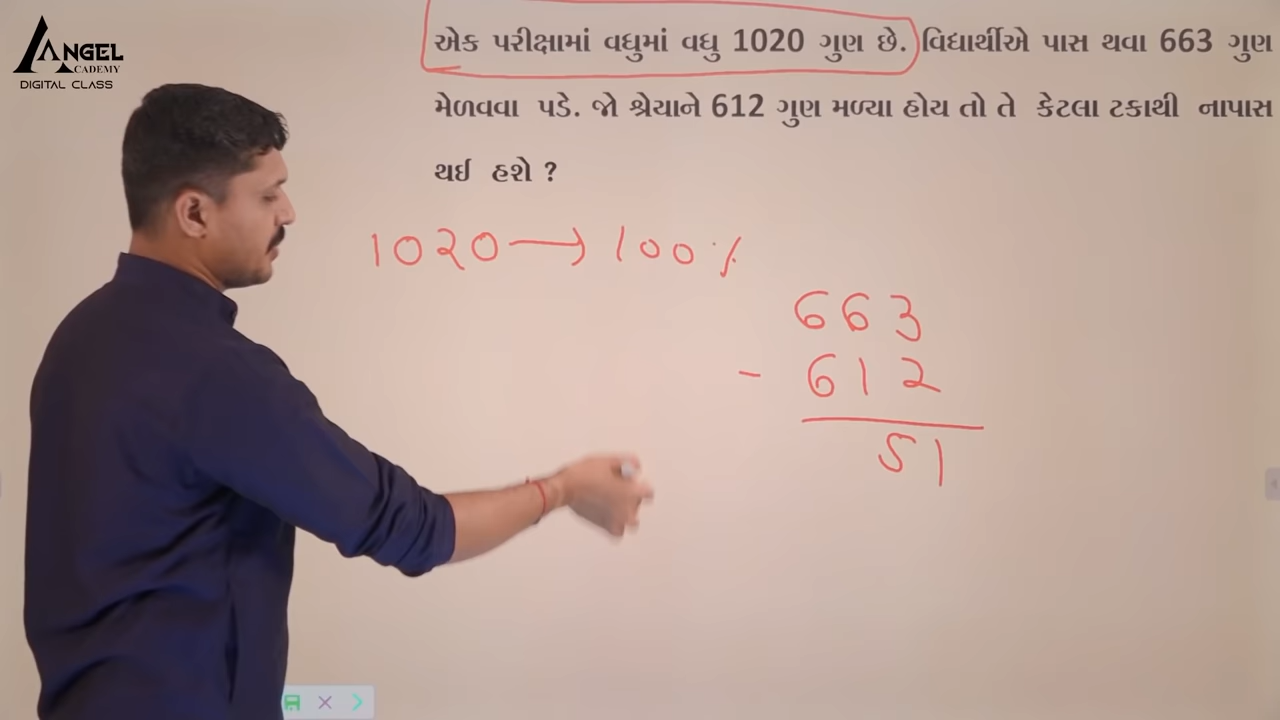 ANGEL
ACADEMY
DIGITAL CLASS
એક પરીક્ષામાં વધુમાં વધુ 1020 ગુણ છે. વિદ્યાર્થીએ પાસ થવા 663 ગુણ
મેળવવા પડે. જો શ્રેયાને 612 ગુણ મળ્યા હોય તો તે કેટલા ટકાથી નાપાસ
થઈ હશે ?
1020 → 100%
663
- 612
51